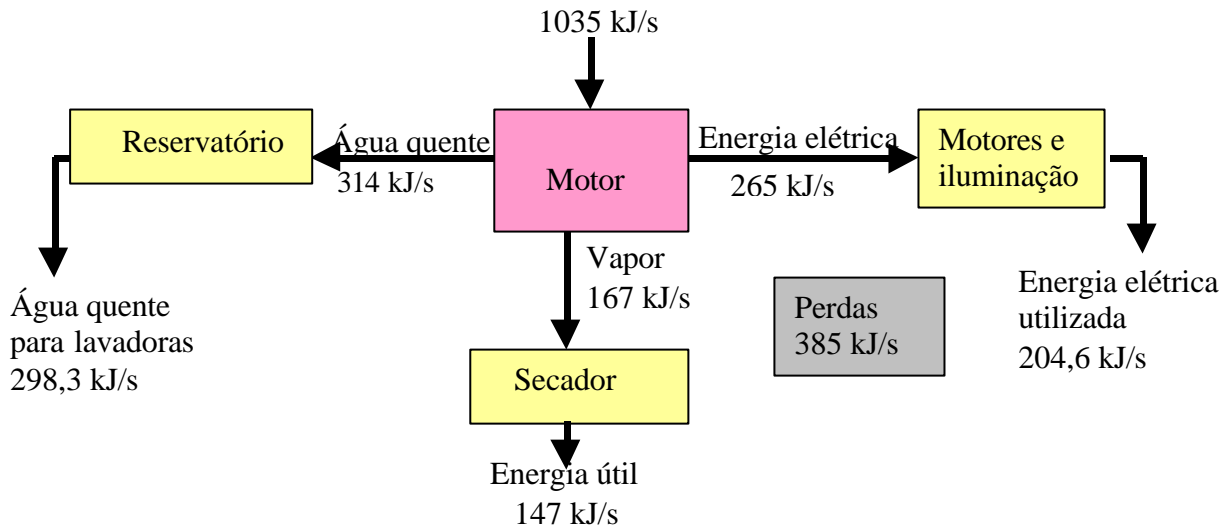 1035 kJ/s
Reservatório
Água quente
314 kJ/s
Motor
Energia elétrica
265 kJ/s
Motores e
iluminação
Vapor
167 kJ/s
Água quente
para lavadoras
298,3 kJ/s
Perdas
385 kJ/s
Energia elétrica
utilizada
204,6 kJ/s
Secador
Energia útil
147 kJ/s